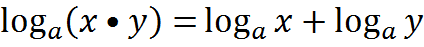 logₐ(x • y) = logₐ x + logₐ y